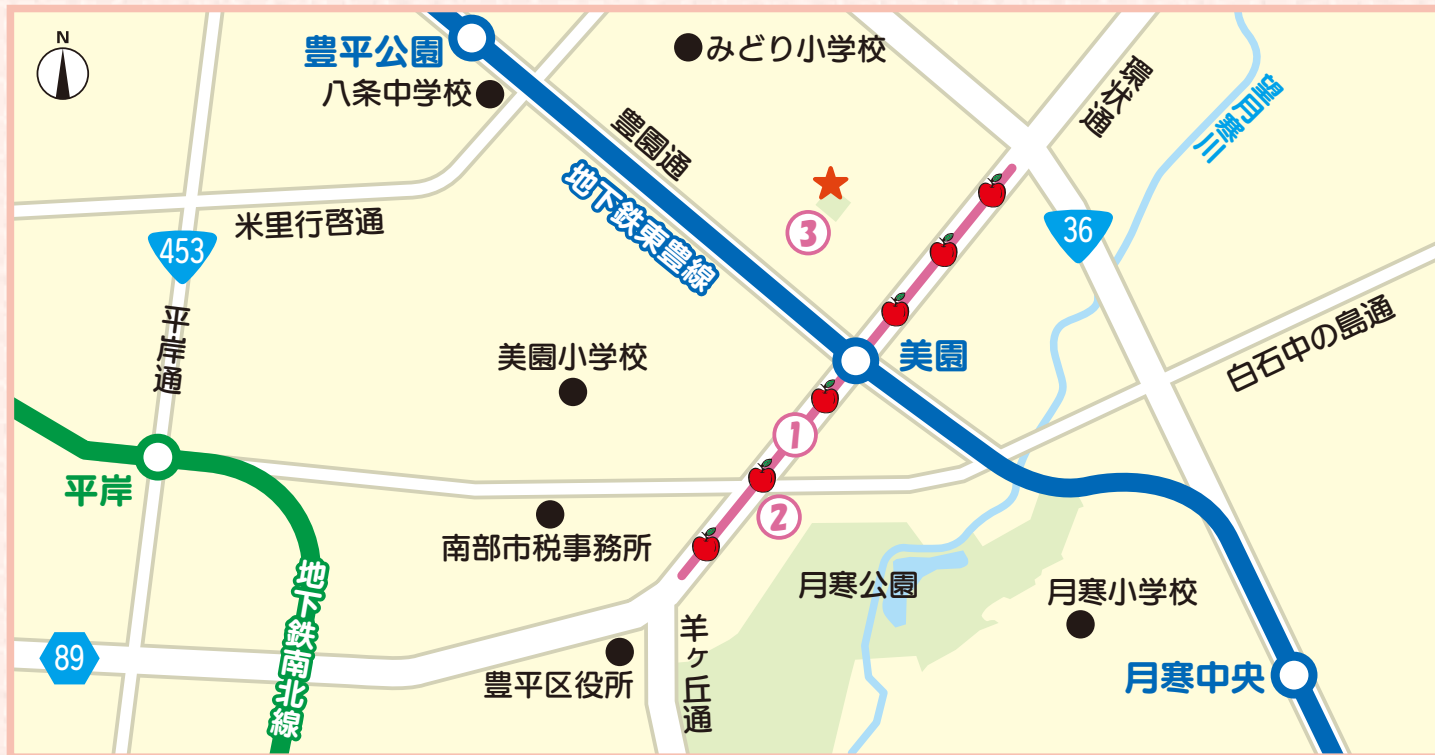 N
豊平公園
みどり小学校
八条中学校
環状通
望月寒川
豊園通
地下鉄東豊線
米里行啓通
③
453
36
平岸通
美園小学校
美園
白石中の島通
①
平岸
②
南部市税事務所
地下鉄南北線
月寒公園
月寒小学校
羊ヶ丘通
89
豊平区役所
月寒中央